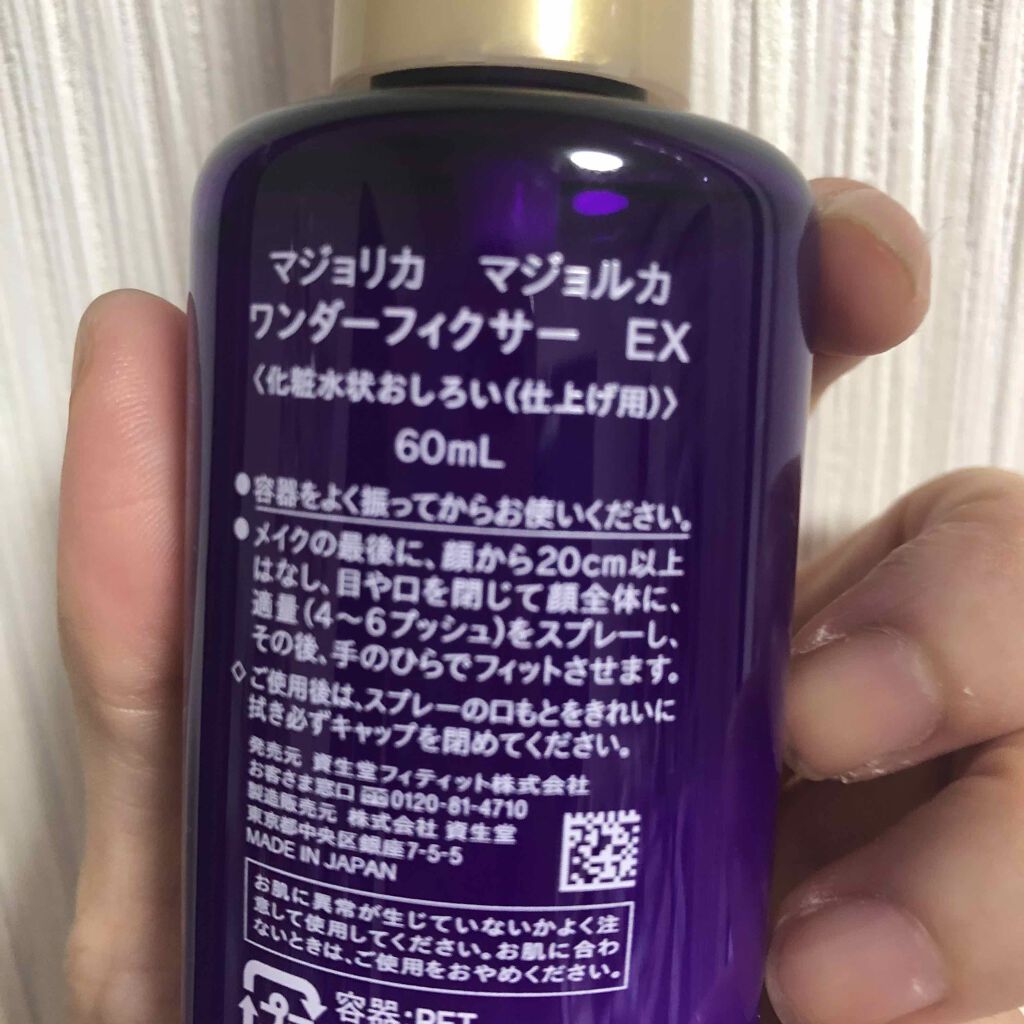 マジョリカ　マジョルカ
ワンダーフィクサー　EX
〈化粧水状おしろい(仕上げ用)〉
60mL
●容器をよく振ってからお使いください。
●メイクの最後に、顔から20cm以上
はなし、目や口を閉じて顔全体に、
適量(4～6プッシュ)をスプレーし、
その後、手のひらでフィットさせます。
◇ご使用後は、スプレーの口もとをきれいに
拭き必ずキャップを閉めてください。
発売元 資生堂フィティット株式会社
お客さま窓口 0120-81-4710
製造販売元 株式会社 資生堂
東京都中央区銀座7-5-5
MADE IN JAPAN
お肌に異常が生じていないかよく注
意して使用してください。お肌に合わ
ないときは、ご使用をおやめください。
プ 容器:PET